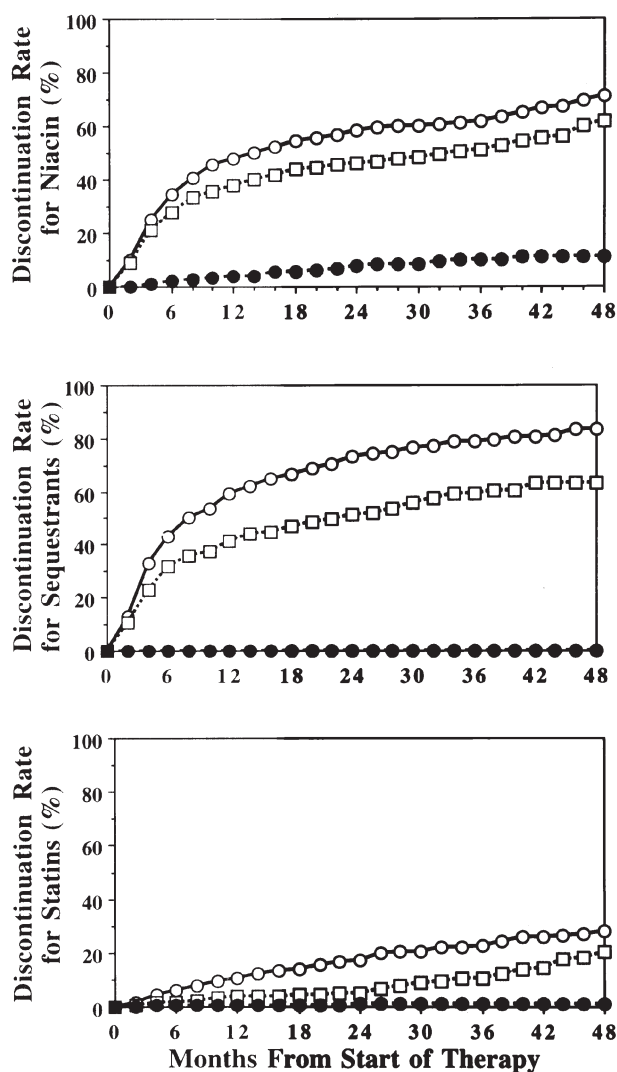 Discontinuation Rate
for Niacin (%)
100
80
60
40
20
0
0 6 12 18 24 30 36 42 48
Discontinuation Rate
for Sequestrants (%)
100
80
60
40
20
0
0 6 12 18 24 30 36 42 48
Discontinuation Rate
for Statins (%)
100
80
60
40
20
0
0 6 12 18 24 30 36 42 48
Months From Start of Therapy